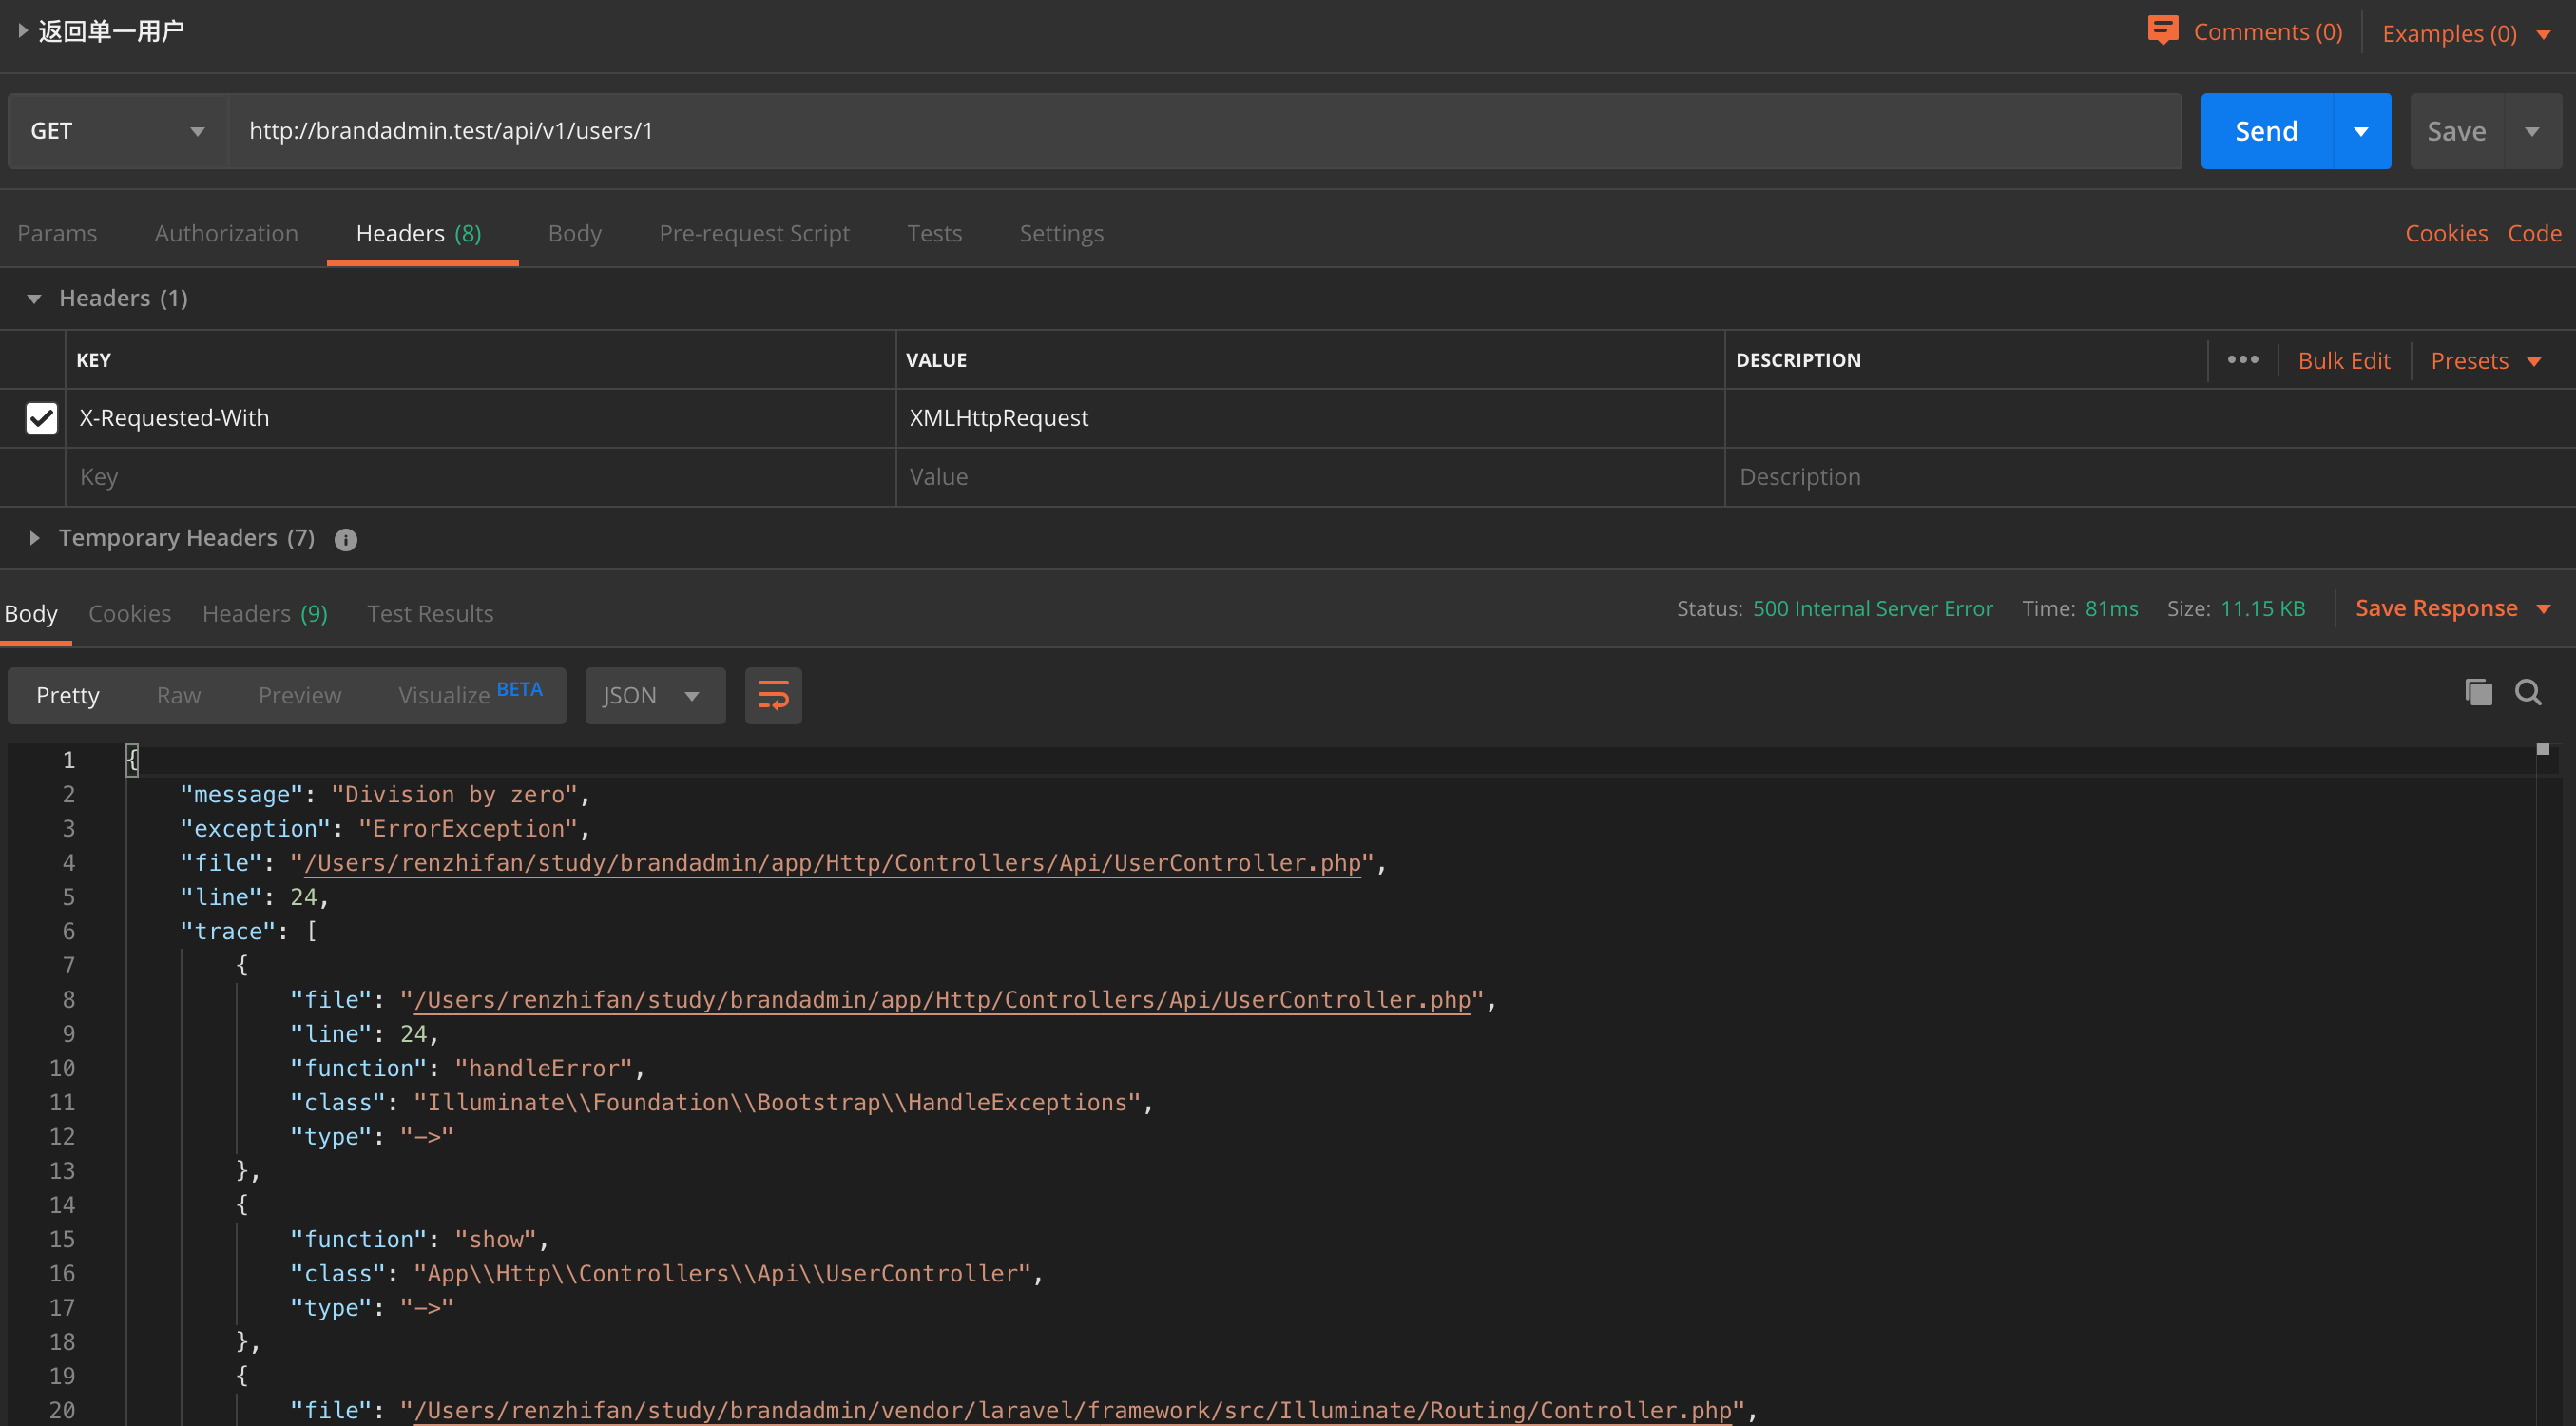 返回单一用户
Comments (0) Examples (0)
GET http://brandadmin.test/api/v1/users/1 Send Save
Params Authorization Headers (8) Body Pre-request Script Tests Settings Cookies Code
Headers (1)
KEY VALUE DESCRIPTION ••• Bulk Edit Presets
X-Requested-With XMLHttpRequest
Key Value Description
Temporary Headers (7)
Body Cookies Headers (9) Test Results Status: 500 Internal Server Error Time: 81ms Size: 11.15 KB Save Response
Pretty Raw Preview Visualize BETA JSON
1 {
2 "message": "Division by zero",
3 "exception": "ErrorException",
4 "file": "/Users/renzhifan/study/brandadmin/app/Http/Controllers/Api/UserController.php",
5 "line": 24,
6 "trace": [
7 {
8 "file": "/Users/renzhifan/study/brandadmin/app/Http/Controllers/Api/UserController.php",
9 "line": 24,
10 "function": "handleError",
11 "class": "Illuminate\\Foundation\\Bootstrap\\HandleExceptions",
12 "type": "->"
13 },
14 {
15 "function": "show",
16 "class": "App\\Http\\Controllers\\Api\\UserController",
17 "type": "->"
18 },
19 {
20 "file": "/Users/renzhifan/study/brandadmin/vendor/laravel/framework/src/Illuminate/Routing/Controller.php",